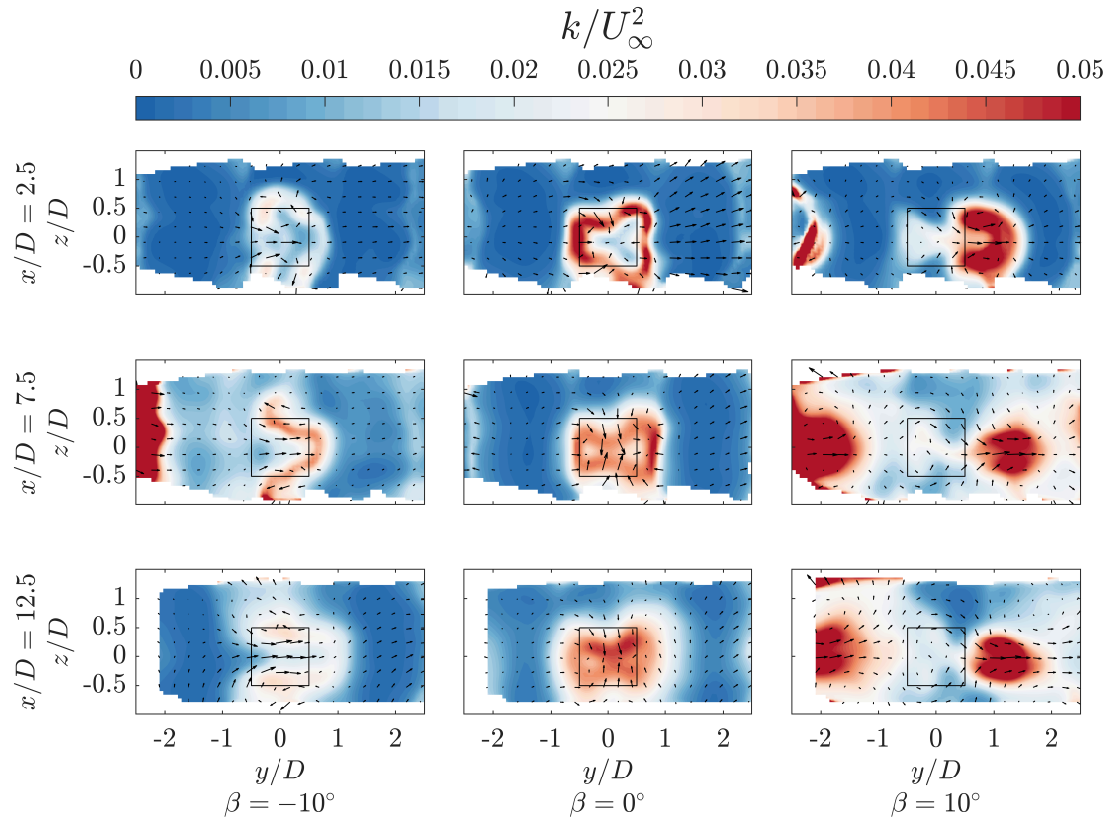 k/U∞²
0 0.005 0.01 0.015 0.02 0.025 0.03 0.035 0.04 0.045 0.05
x/D = 2.5
z/D
1
0.5
0
-0.5
x/D = 7.5
z/D
1
0.5
0
-0.5
x/D = 12.5
z/D
1
0.5
0
-0.5
-2 -1 0 1 2 -2 -1 0 1 2 -2 -1 0 1 2
y/D y/D y/D
β = −10° β = 0° β = 10°